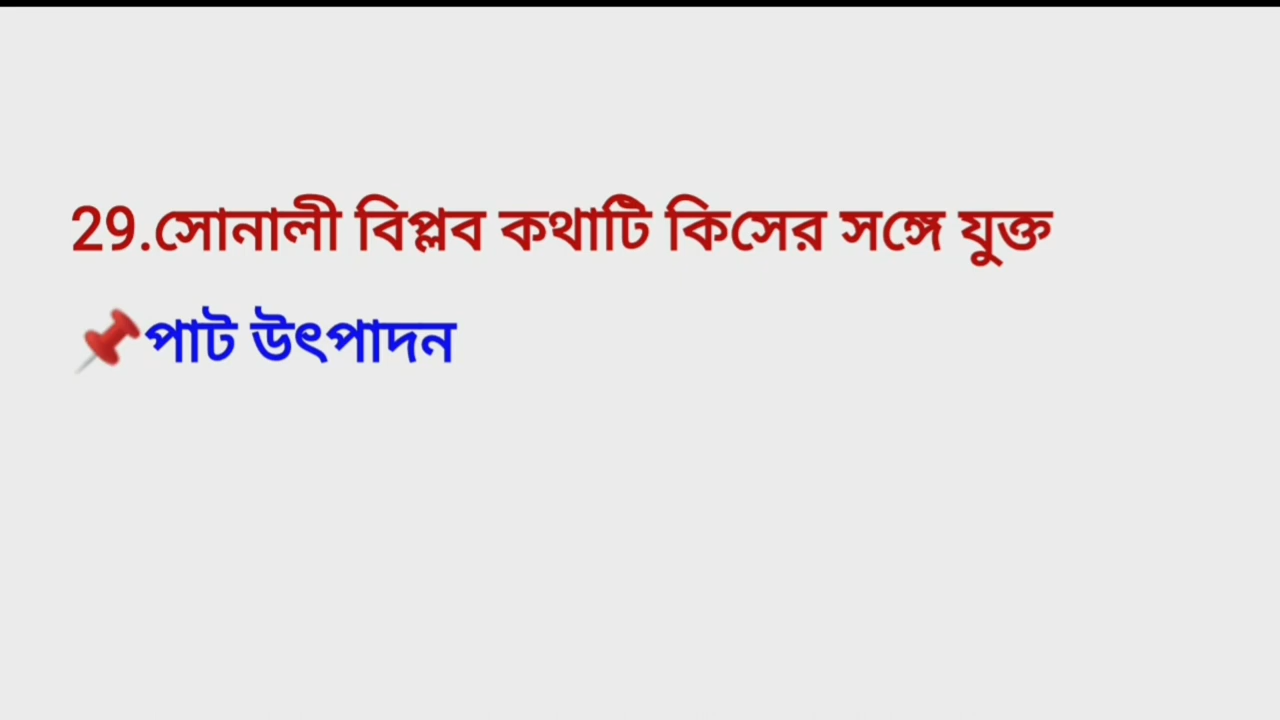 29.সোনালী বিপ্লব কথাটি কিসের সঙ্গে যুক্ত
📌পাট উৎপাদন